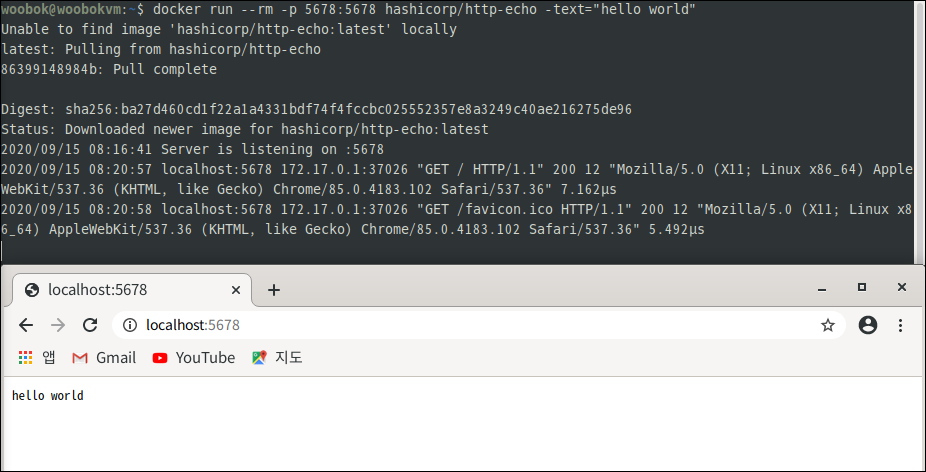 woobok@woobokvm:~$ docker run --rm -p 5678:5678 hashicorp/http-echo -text="hello world"
Unable to find image 'hashicorp/http-echo:latest' locally
latest: Pulling from hashicorp/http-echo
86399148984b: Pull complete
Digest: sha256:ba27d460cd1f22a1a4331bdf74f4fccbc025552357e8a3249c40ae216275de96
Status: Downloaded newer image for hashicorp/http-echo:latest
2020/09/15 08:16:41 Server is listening on :5678
2020/09/15 08:20:57 localhost:5678 172.17.0.1:37026 "GET / HTTP/1.1" 200 12 "Mozilla/5.0 (X11; Linux x86_64) Apple
WebKit/537.36 (KHTML, like Gecko) Chrome/85.0.4183.102 Safari/537.36" 7.162µs
2020/09/15 08:20:58 localhost:5678 172.17.0.1:37026 "GET /favicon.ico HTTP/1.1" 200 12 "Mozilla/5.0 (X11; Linux x8
6_64) AppleWebKit/537.36 (KHTML, like Gecko) Chrome/85.0.4183.102 Safari/537.36" 5.492µs
localhost:5678
localhost:5678
앱 Gmail YouTube 지도
hello world